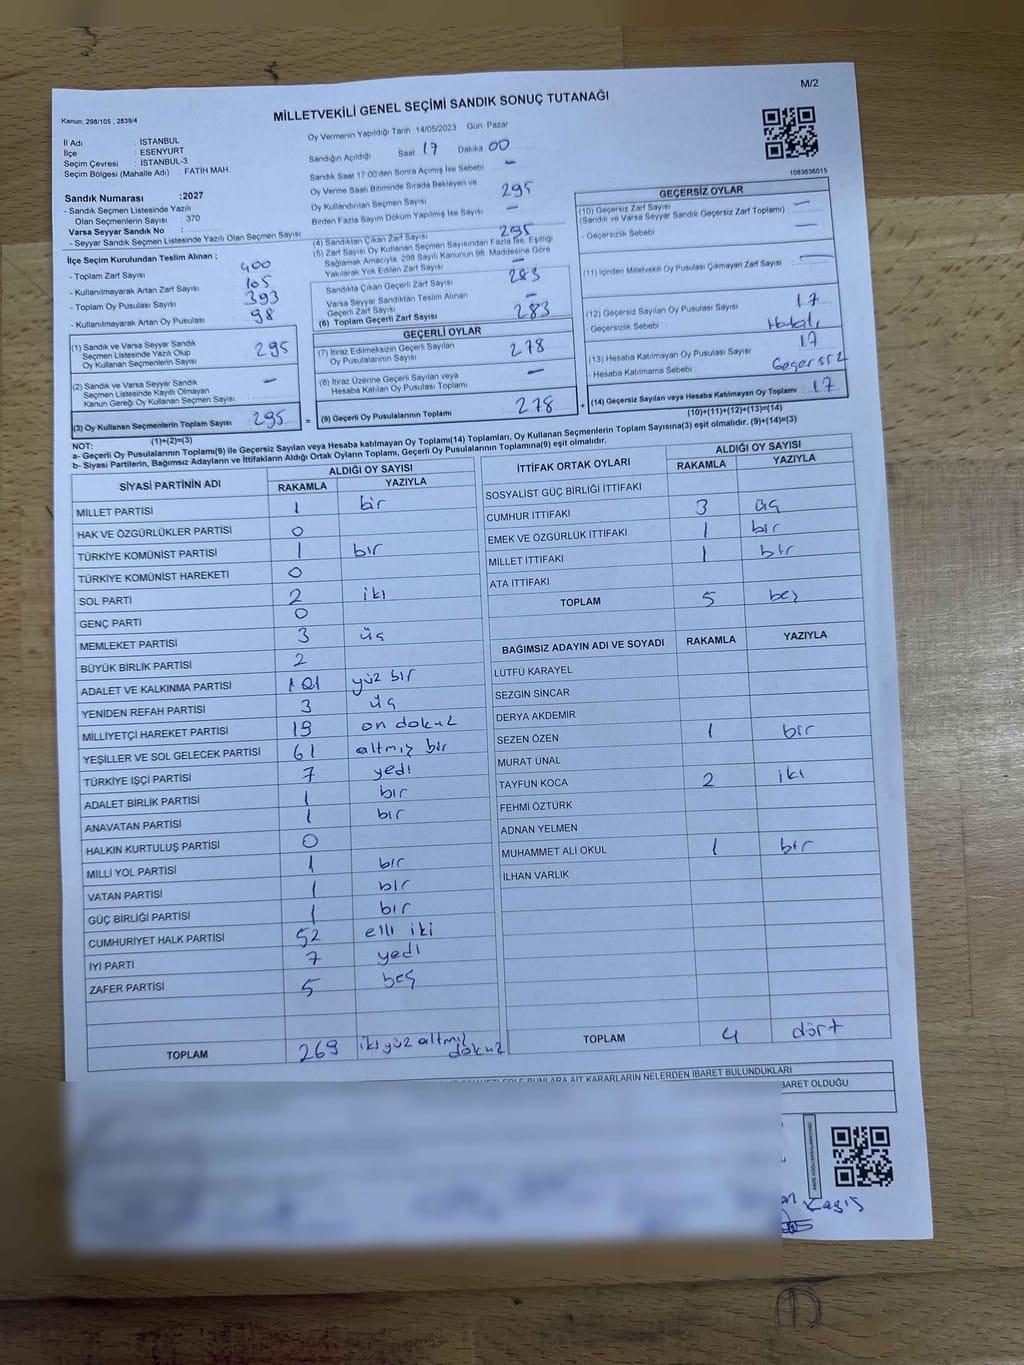 M/2
MİLLETVEKİLİ GENEL SEÇİMİ SANDIK SONUÇ TUTANAĞI
Kanun: 298/105 , 2839/4
İl Adı : İSTANBUL
İlçe : ESENYURT
Seçim Çevresi : İSTANBUL-3
Seçim Bölgesi (Mahalle Adı) : FATİH MAH
Sandık Numarası :2027
- Sandık Seçmen Listesinde Yazılı
Olan Seçmenlerin Sayısı : 370
Varsa Seyyar Sandık No :
- Seyyar Sandık Seçmen Listesinde Yazılı Olan Seçmen Sayısı
İlçe Seçim Kurulundan Teslim Alınan ;
- Toplam Zarf Sayısı : 400
- Kullanılmayarak Artan Zarf Sayısı : 105
- Toplam Oy Pusulası Sayısı : 393
- Kullanılmayarak Artan Oy Pusulası : 98
(1) Sandık ve Varsa Seyyar Sandık
Seçmen Listesinde Yazılı Olup
Oy Kullanan Seçmenlerin Sayısı : 295
(2) Sandık ve Varsa Seyyar Sandık
Seçmen Listesinde Kayıtlı Olmayan
Kanun Gereği Oy Kullanan Seçmen Sayısı : –
(3) Oy Kullanan Seçmenlerin Toplam Sayısı : 295
(1)+(2)=(3)
Oy Vermenin Yapıldığı Tarih :14/05/2023 Gün: Pazar
Sandığın Açıldığı Saat 17 Dakika 00
Sandık Saat 17:00'den Sonra Açılmış İse Sebebi –
Oy Verme Saati Bitiminde Sırada Bekleyen ve
Oy Kullandırılan Seçmen Sayısı 295
Birden Fazla Sayım Döküm Yapılmış İse Sayısı –
(4) Sandıktan Çıkan Zarf Sayısı 295
(5) Zarf Sayısı Oy Kullanan Seçmen Sayısından Fazla İse, Eşitliği
Sağlamak Amacıyla, 298 Sayılı Kanunun 98. Maddesine Göre
Yakılarak Yok Edilen Zarf Sayısı –
Sandıkta Çıkan Geçerli Zarf Sayısı 283
Varsa Seyyar Sandıktan Teslim Alınan
Geçerli Zarf Sayısı –
(6) Toplam Geçerli Zarf Sayısı 283
GEÇERLİ OYLAR
(7) İtiraz Edilmeksizin Geçerli Sayılan
Oy Pusulalarının Sayısı 278
(8) İtiraz Üzerine Geçerli Sayılan veya
Hesaba Katılan Oy Pusulası Toplamı –
= (9) Geçerli Oy Pusulalarının Toplamı 278
1083636015
GEÇERSİZ OYLAR
(10) Geçersiz Zarf Sayısı
(Sandık ve Varsa Seyyar Sandık Geçersiz Zarf Toplamı) : –
- Geçersizlik Sebebi : –
(11) İçinden Milletvekili Oy Pusulası Çıkmayan Zarf Sayısı : –
(12) Geçersiz Sayılan Oy Pusulası Sayısı : 17
- Geçersizlik Sebebi : Hatalı
(13) Hesaba Katılmayan Oy Pusulası Sayısı : 17
- Hesaba Katılmama Sebebi : Geçersiz
+ (14) Geçersiz Sayılan veya Hesaba Katılmayan Oy Toplamı : 17
(10)+(11)+(12)+(13)=(14)
NOT:
a- Geçerli Oy Pusulalarının Toplamı(9) ile Geçersiz Sayılan veya Hesaba katılmayan Oy Toplamı(14) Toplamları, Oy Kullanan Seçmenlerin Toplam Sayısına(3) eşit olmalıdır. (9)+(14)=(3)
b- Siyasi Partilerin, Bağımsız Adayların ve İttifakların Aldığı Ortak Oyların Toplamı, Geçerli Oy Pusulalarının Toplamına(9) eşit olmalıdır.
SİYASİ PARTİNİN ADI ALDIĞI OY SAYISI
RAKAMLA YAZIYLA
MİLLET PARTİSİ 1 bir
HAK VE ÖZGÜRLÜKLER PARTİSİ 0
TÜRKİYE KOMÜNİST PARTİSİ 1 bir
TÜRKİYE KOMÜNİST HAREKETİ 0
SOL PARTİ 2 iki
GENÇ PARTİ 0
MEMLEKET PARTİSİ 3 üç
BÜYÜK BİRLİK PARTİSİ 2
ADALET VE KALKINMA PARTİSİ 101 yüz bir
YENİDEN REFAH PARTİSİ 3 üç
MİLLİYETÇİ HAREKET PARTİSİ 19 on dokuz
YEŞİLLER VE SOL GELECEK PARTİSİ 61 altmış bir
TÜRKİYE İŞÇİ PARTİSİ 7 yedi
ADALET BİRLİK PARTİSİ 1 bir
ANAVATAN PARTİSİ 1 bir
HALKIN KURTULUŞ PARTİSİ 0
MİLLİ YOL PARTİSİ 1 bir
VATAN PARTİSİ 1 bir
GÜÇ BİRLİĞİ PARTİSİ 1 bir
CUMHURİYET HALK PARTİSİ 52 elli iki
İYİ PARTİ 7 yedi
ZAFER PARTİSİ 5 beş
TOPLAM 269 iki yüz altmış dokuz
İTTİFAK ORTAK OYLARI ALDIĞI OY SAYISI
RAKAMLA YAZIYLA
SOSYALİST GÜÇ BİRLİĞİ İTTİFAKI
CUMHUR İTTİFAKI 3 üç
EMEK VE ÖZGÜRLÜK İTTİFAKI 1 bir
MİLLET İTTİFAKI 1 bir
ATA İTTİFAKI
TOPLAM 5 beş
BAĞIMSIZ ADAYIN ADI VE SOYADI RAKAMLA YAZIYLA
LÜTFÜ KARAYEL
SEZGİN SİNCAR
DERYA AKDEMİR
SEZEN ÖZEN 1 bir
MURAT ÜNAL
TAYFUN KOCA 2 iki
FEHMİ ÖZTÜRK
ADNAN YELMEN
MUHAMMET ALİ OKUL 1 bir
İLHAN VARLIK
TOPLAM 4 dört
BUNLARA AİT KARARLARIN NELERDEN İBARET BULUNDUKLARI
BARET OLDUĞU